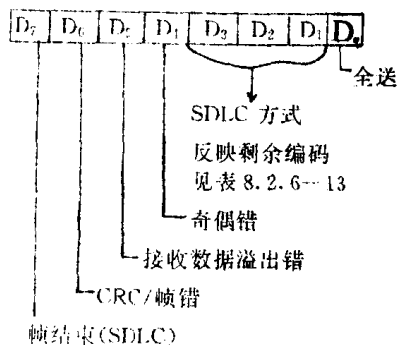 D₇ D₆ D₅ D₄ D₃ D₂ D₁ D₀
全送
SDLC 方式
反映剩余编码
见表 8.2.6—13
奇偶错
接收数据溢出错
CRC/帧错
帧结束(SDLC)